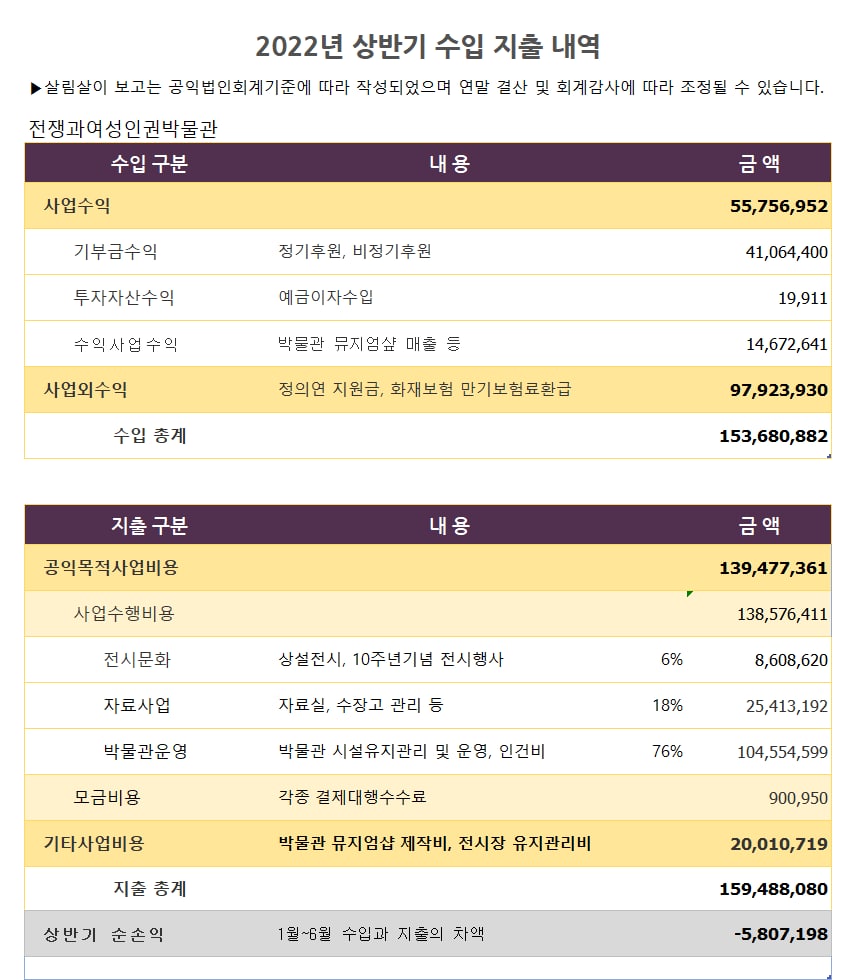 2022년 상반기 수입 지출 내역
▶살림살이 보고는 공익법인회계기준에 따라 작성되었으며 연말 결산 및 회계감사에 따라 조정될 수 있습니다.
전쟁과여성인권박물관
수입 구분 내 용 금 액
사업수익 55,756,952
기부금수익 정기후원, 비정기후원 41,064,400
투자자산수익 예금이자수입 19,911
수익사업수익 박물관 뮤지엄샾 매출 등 14,672,641
사업외수익 정의연 지원금, 화재보험 만기보험료환급 97,923,930
수입 총계 153,680,882
지출 구분 내 용 금 액
공익목적사업비용 139,477,361
사업수행비용 138,576,411
전시문화 상설전시, 10주년기념 전시행사 6% 8,608,620
자료사업 자료실, 수장고 관리 등 18% 25,413,192
박물관운영 박물관 시설유지관리 및 운영, 인건비 76% 104,554,599
모금비용 각종 결제대행수수료 900,950
기타사업비용 박물관 뮤지엄샵 제작비, 전시장 유지관리비 20,010,719
지출 총계 159,488,080
상반기 순손익 1월~6월 수입과 지출의 차액 -5,807,198